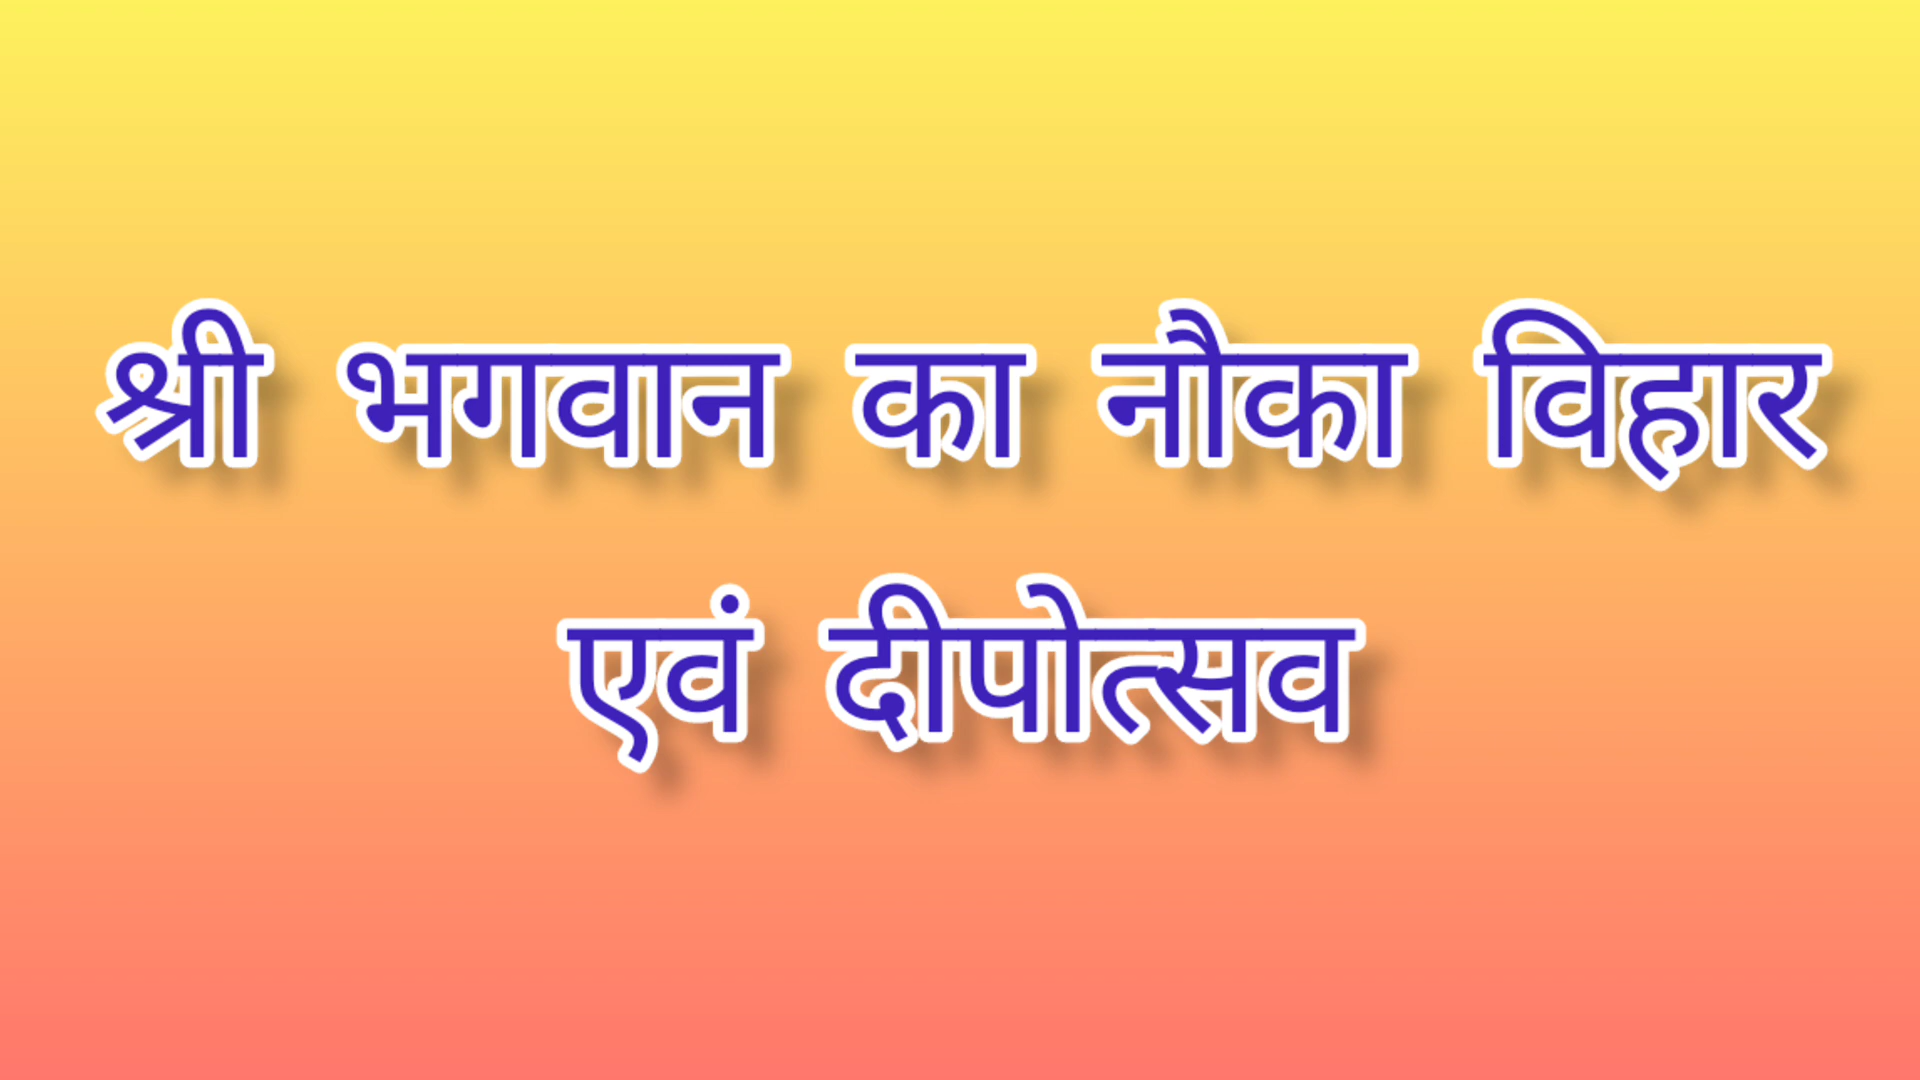 श्री भगवान का नौका विहार
एवं दीपोत्सव